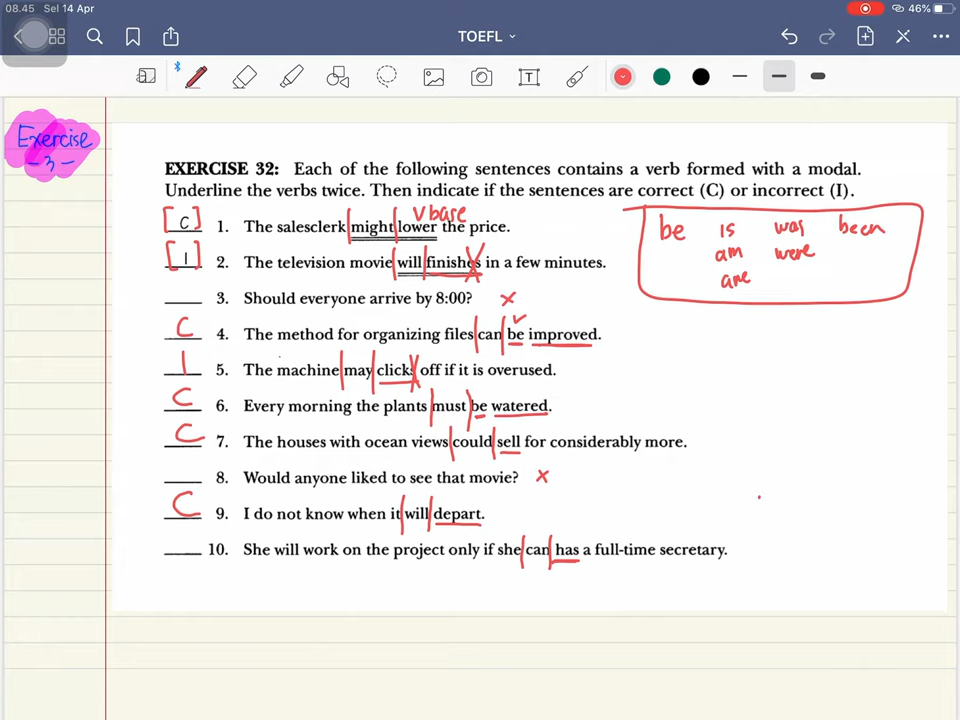 08.45 Sel 14 Apr
46%
TOEFL
T
Exercise
-3-
EXERCISE 32: Each of the following sentences contains a verb formed with a modal.
Underline the verbs twice. Then indicate if the sentences are correct (C) or incorrect (I).
V base
[C] 1. The salesclerk might lower the price.
[I] 2. The television movie will finishes in a few minutes.
____ 3. Should everyone arrive by 8:00? x
C 4. The method for organizing files can be improved.
I 5. The machine may clicks off if it is overused.
C 6. Every morning the plants must be watered.
C 7. The houses with ocean views could sell for considerably more.
____ 8. Would anyone liked to see that movie? x
C 9. I do not know when it will depart.
____ 10. She will work on the project only if she can has a full-time secretary.
be is was been
am were
are